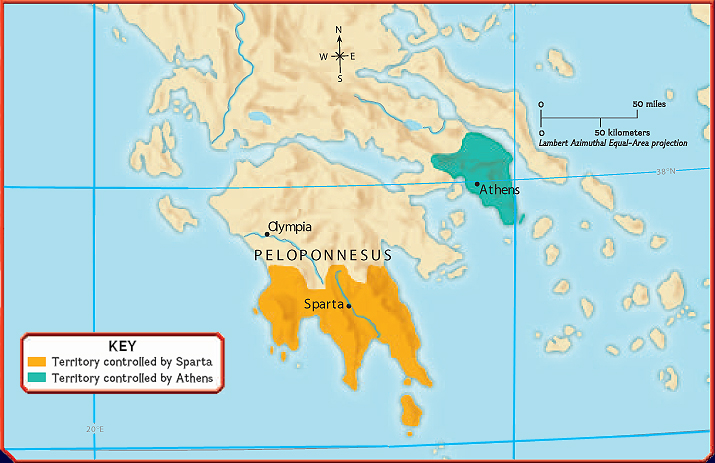 N
W E
S
0 50 miles
0 50 kilometers
Lambert Azimuthal Equal-Area projection
38°N
Athens
Olympia
PELOPONNESUS
Sparta
KEY
Territory controlled by Sparta
Territory controlled by Athens
20°E